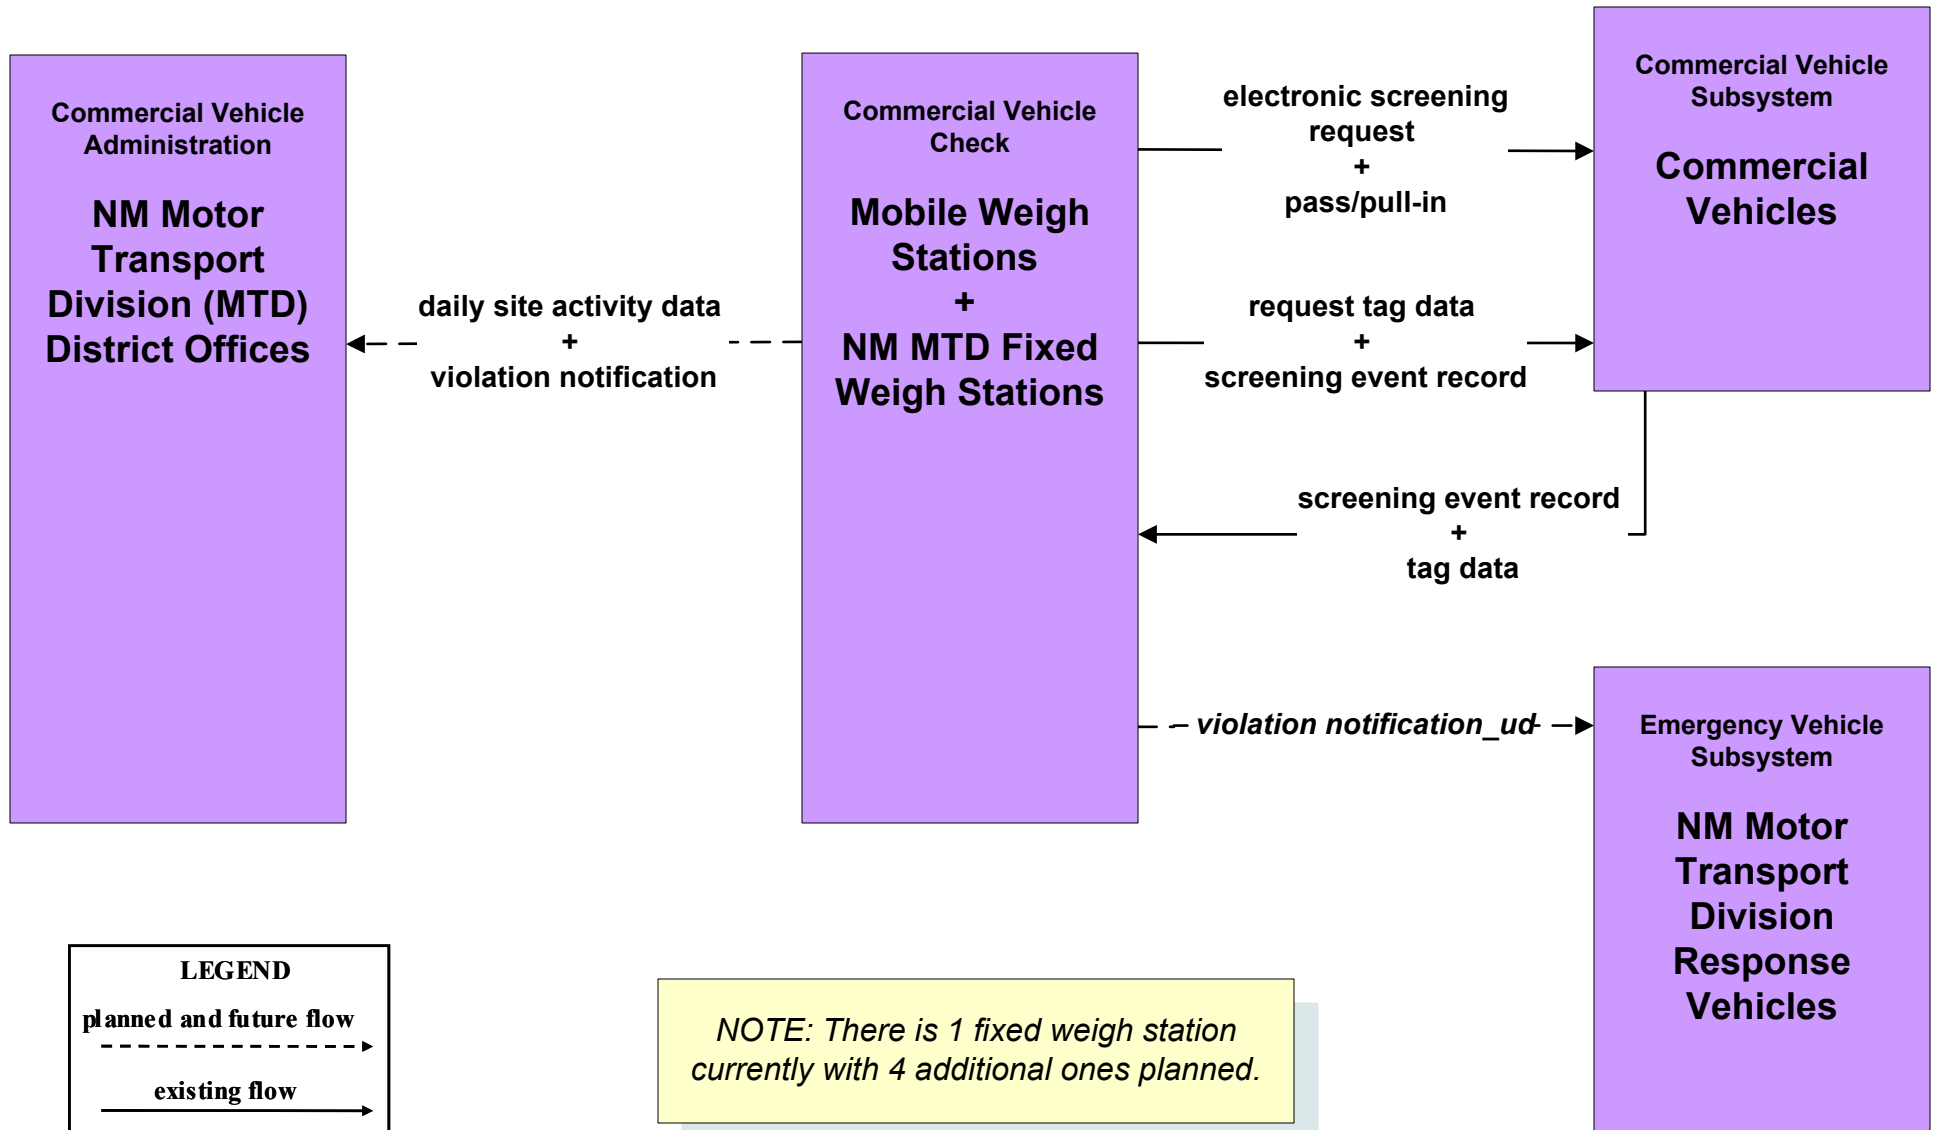 Commercial Vehicle
Administration
NM Motor
Transport
Division (MTD)
District Offices
daily site activity data
+
violation notification
Commercial Vehicle
Check
Mobile Weigh
Stations
+
NM MTD Fixed
Weigh Stations
electronic screening
request
+
pass/pull-in
request tag data
+
screening event record
screening event record
+
tag data
violation notification_ud
Commercial Vehicle
Subsystem
Commercial
Vehicles
Emergency Vehicle
Subsystem
NM Motor
Transport
Division
Response
Vehicles
LEGEND
planned and future flow
existing flow
NOTE: There is 1 fixed weigh station
currently with 4 additional ones planned.